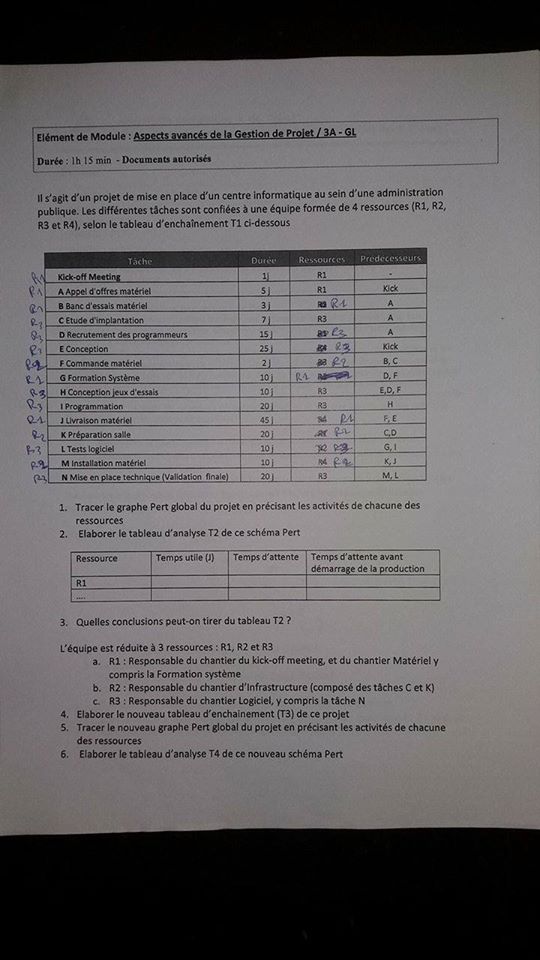 Elément de Module : Aspects avancés de la Gestion de Projet / 3A - GL
Durée : 1h 15 min - Documents autorisés
Il s'agit d'un projet de mise en place d'un centre informatique au sein d'une administration
publique. Les différentes tâches sont confiées à une équipe formée de 4 ressources (R1, R2,
R3 et R4), selon le tableau d'enchaînement T1 ci-dessous
Tâche Durée Ressources Prédécesseurs
R1 Kick-off Meeting 1j R1 -
R1 A Appel d'offres matériel 5 j R1 Kick
R1 B Banc d'essais matériel 3 j R1 A
R3 C Etude d'implantation 7 j R3 A
R3 D Recrutement des programmeurs 15 j R3 A
R3 E Conception 25 j R3 Kick
R2 F Commande matériel 2 j R2 B, C
R1 G Formation Système 10 j R1 D, F
R3 H Conception jeux d'essais 10 j R3 E,D, F
R3 I Programmation 20 j R3 H
R1 J Livraison matériel 45 j R1 F, E
R2 K Préparation salle 20 j R2 C,D
R3 L Tests logiciel 10 j G, I
R2 M Installation matériel 10 j R2 K, J
R3 N Mise en place technique (Validation finale) 20 j R3 M, L
1. Tracer le graphe Pert global du projet en précisant les activités de chacune des
ressources
2. Elaborer le tableau d'analyse T2 de ce schéma Pert
Ressource Temps utile (J) Temps d'attente Temps d'attente avant
démarrage de la production
R1
....
3. Quelles conclusions peut-on tirer du tableau T2 ?
L'équipe est réduite à 3 ressources : R1, R2 et R3
a. R1 : Responsable du chantier du kick-off meeting, et du chantier Matériel y
compris la Formation système
b. R2 : Responsable du chantier d'Infrastructure (composé des tâches C et K)
c. R3 : Responsable du chantier Logiciel, y compris la tâche N
4. Elaborer le nouveau tableau d'enchainement (T3) de ce projet
5. Tracer le nouveau graphe Pert global du projet en précisant les activités de chacune
des ressources
6. Elaborer le tableau d'analyse T4 de ce nouveau schéma Pert